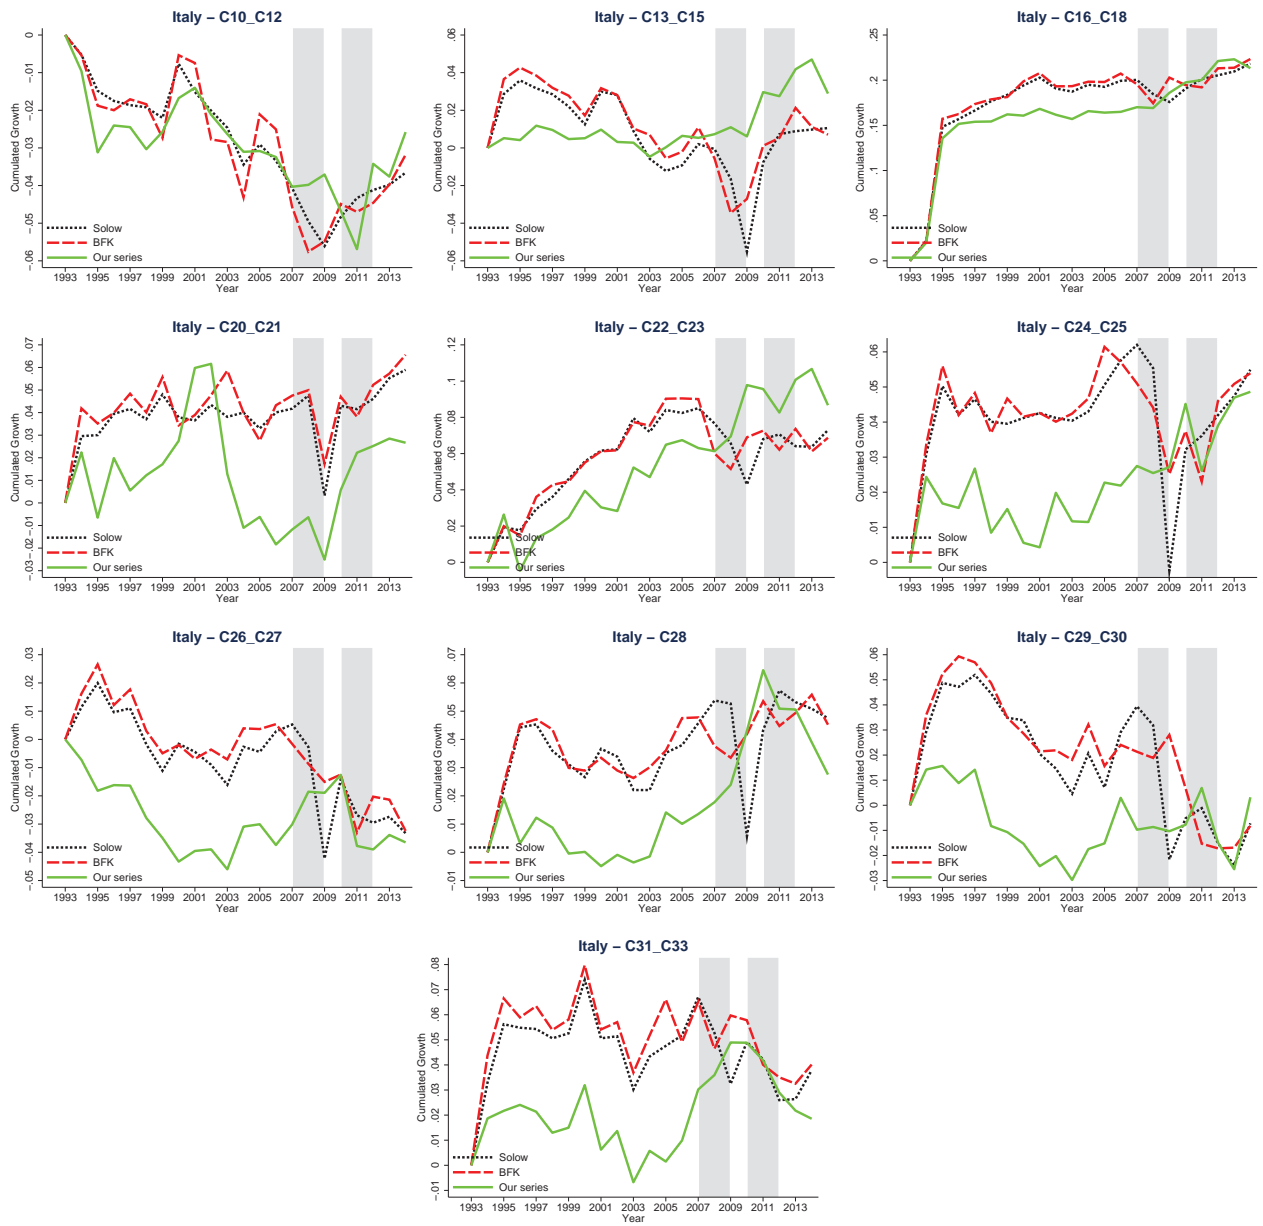 Italy – C10_C12
Cumulated Growth
0
–.01
–.02
–.03
–.04
–.05
–.06
Solow
BFK
Our series
1993 1995 1997 1999 2001 2003 2005 2007 2009 2011 2013
Year
Italy – C13_C15
Cumulated Growth
.06
.04
.02
0
–.02
–.04
–.06
Solow
BFK
Our series
1993 1995 1997 1999 2001 2003 2005 2007 2009 2011 2013
Year
Italy – C16_C18
Cumulated Growth
.25
.2
.15
.1
.05
0
Solow
BFK
Our series
1993 1995 1997 1999 2001 2003 2005 2007 2009 2011 2013
Year
Italy – C20_C21
Cumulated Growth
.07
.06
.05
.04
.03
.02
.01
0
–.01
–.02
–.03
Solow
BFK
Our series
1993 1995 1997 1999 2001 2003 2005 2007 2009 2011 2013
Year
Italy – C22_C23
Cumulated Growth
.12
.1
.08
.06
.04
.02
0
Solow
BFK
Our series
1993 1995 1997 1999 2001 2003 2005 2007 2009 2011 2013
Year
Italy – C24_C25
Cumulated Growth
.06
.05
.04
.03
.02
.01
0
Solow
BFK
Our series
1993 1995 1997 1999 2001 2003 2005 2007 2009 2011 2013
Year
Italy – C26_C27
Cumulated Growth
.03
.02
.01
0
–.01
–.02
–.03
–.04
–.05
Solow
BFK
Our series
1993 1995 1997 1999 2001 2003 2005 2007 2009 2011 2013
Year
Italy – C28
Cumulated Growth
.07
.06
.05
.04
.03
.02
.01
0
–.01
Solow
BFK
Our series
1993 1995 1997 1999 2001 2003 2005 2007 2009 2011 2013
Year
Italy – C29_C30
Cumulated Growth
.06
.05
.04
.03
.02
.01
0
–.01
–.02
–.03
Solow
BFK
Our series
1993 1995 1997 1999 2001 2003 2005 2007 2009 2011 2013
Year
Italy – C31_C33
Cumulated Growth
.08
.07
.06
.05
.04
.03
.02
.01
0
–.01
Solow
BFK
Our series
1993 1995 1997 1999 2001 2003 2005 2007 2009 2011 2013
Year